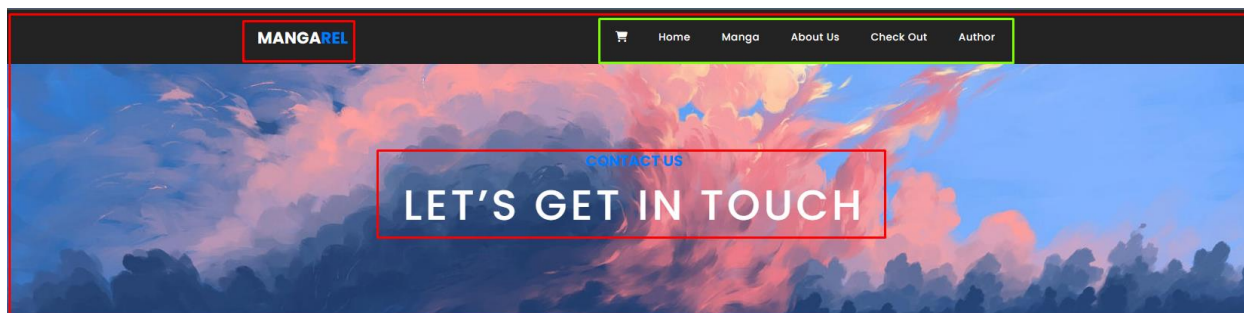 MANGAREL
Home Manga About Us Check Out Author
CONTACT US
LET'S GET IN TOUCH